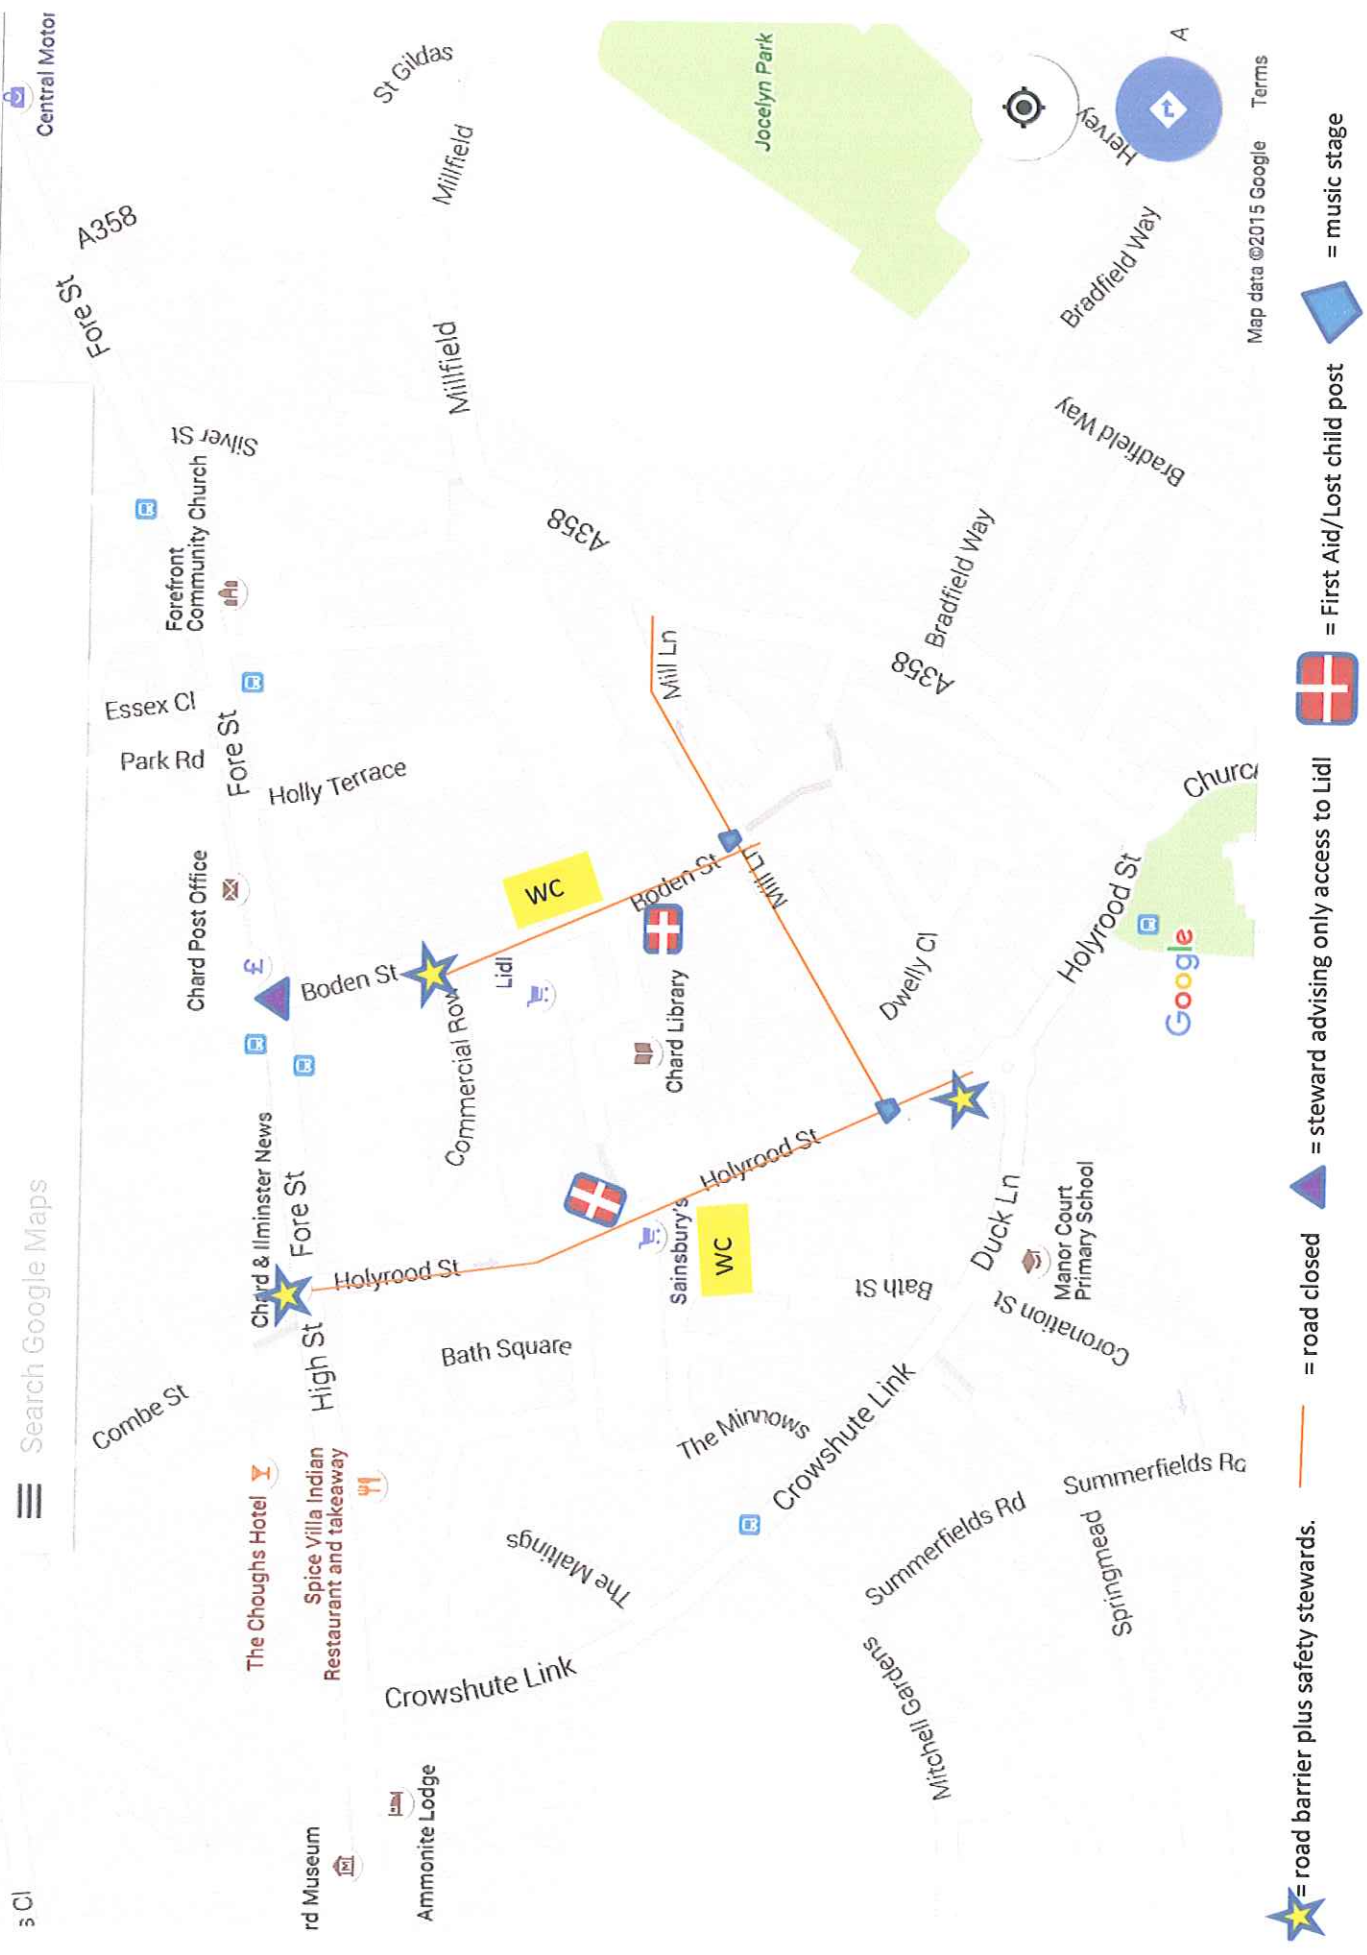 s Cl
Search Google Maps
Central Motor
Combe St
Chard & Ilminster News
Chard Post Office
£
Park Rd
Essex Cl
Forefront
Community Church
Silver St
Fore St
A358
rd Museum
Ammonite Lodge
The Choughs Hotel
Spice Villa Indian
Restaurant and takeaway
High St
Fore St
Fore St
Holly Terrace
Boden St
Holyrood St
Commercial Row
Lidl
WC
Millfield
Millfield
St Gildas
Crowshute Link
The Maltings
Bath Square
Chard Library
Boden St
A358
Mill Ln
Jocelyn Park
Sainsbury's
WC
Holyrood St
Mill Ln
The Minnows
Crowshute Link
Bath St
Dwelly Cl
A358
Bradfield Way
Bradfield Way
Bradfield Way
Hervey
A
Mitchell Gardens
Summerfields Rd
Summerfields Rd
Springmead
Coronation St
Duck Ln
Manor Court
Primary School
Holyrood St
Google
Map data ©2015 Google
Terms
= road barrier plus safety stewards.
= road closed
= steward advising only access to Lidl
= First Aid/Lost child post
= music stage